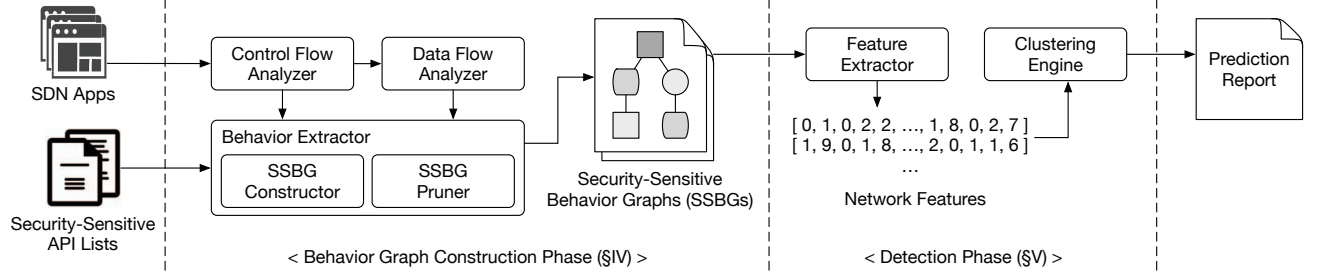 SDN Apps
Security-Sensitive
API Lists
Control Flow
Analyzer
Data Flow
Analyzer
Behavior Extractor
SSBG
Constructor
SSBG
Pruner
Security-Sensitive
Behavior Graphs (SSBGs)
< Behavior Graph Construction Phase (§IV) >
Feature
Extractor
Clustering
Engine
[ 0, 1, 0, 2, 2, ..., 1, 8, 0, 2, 7 ]
[ 1, 9, 0, 1, 8, ..., 2, 0, 1, 1, 6 ]
...
Network Features
< Detection Phase (§V) >
Prediction
Report